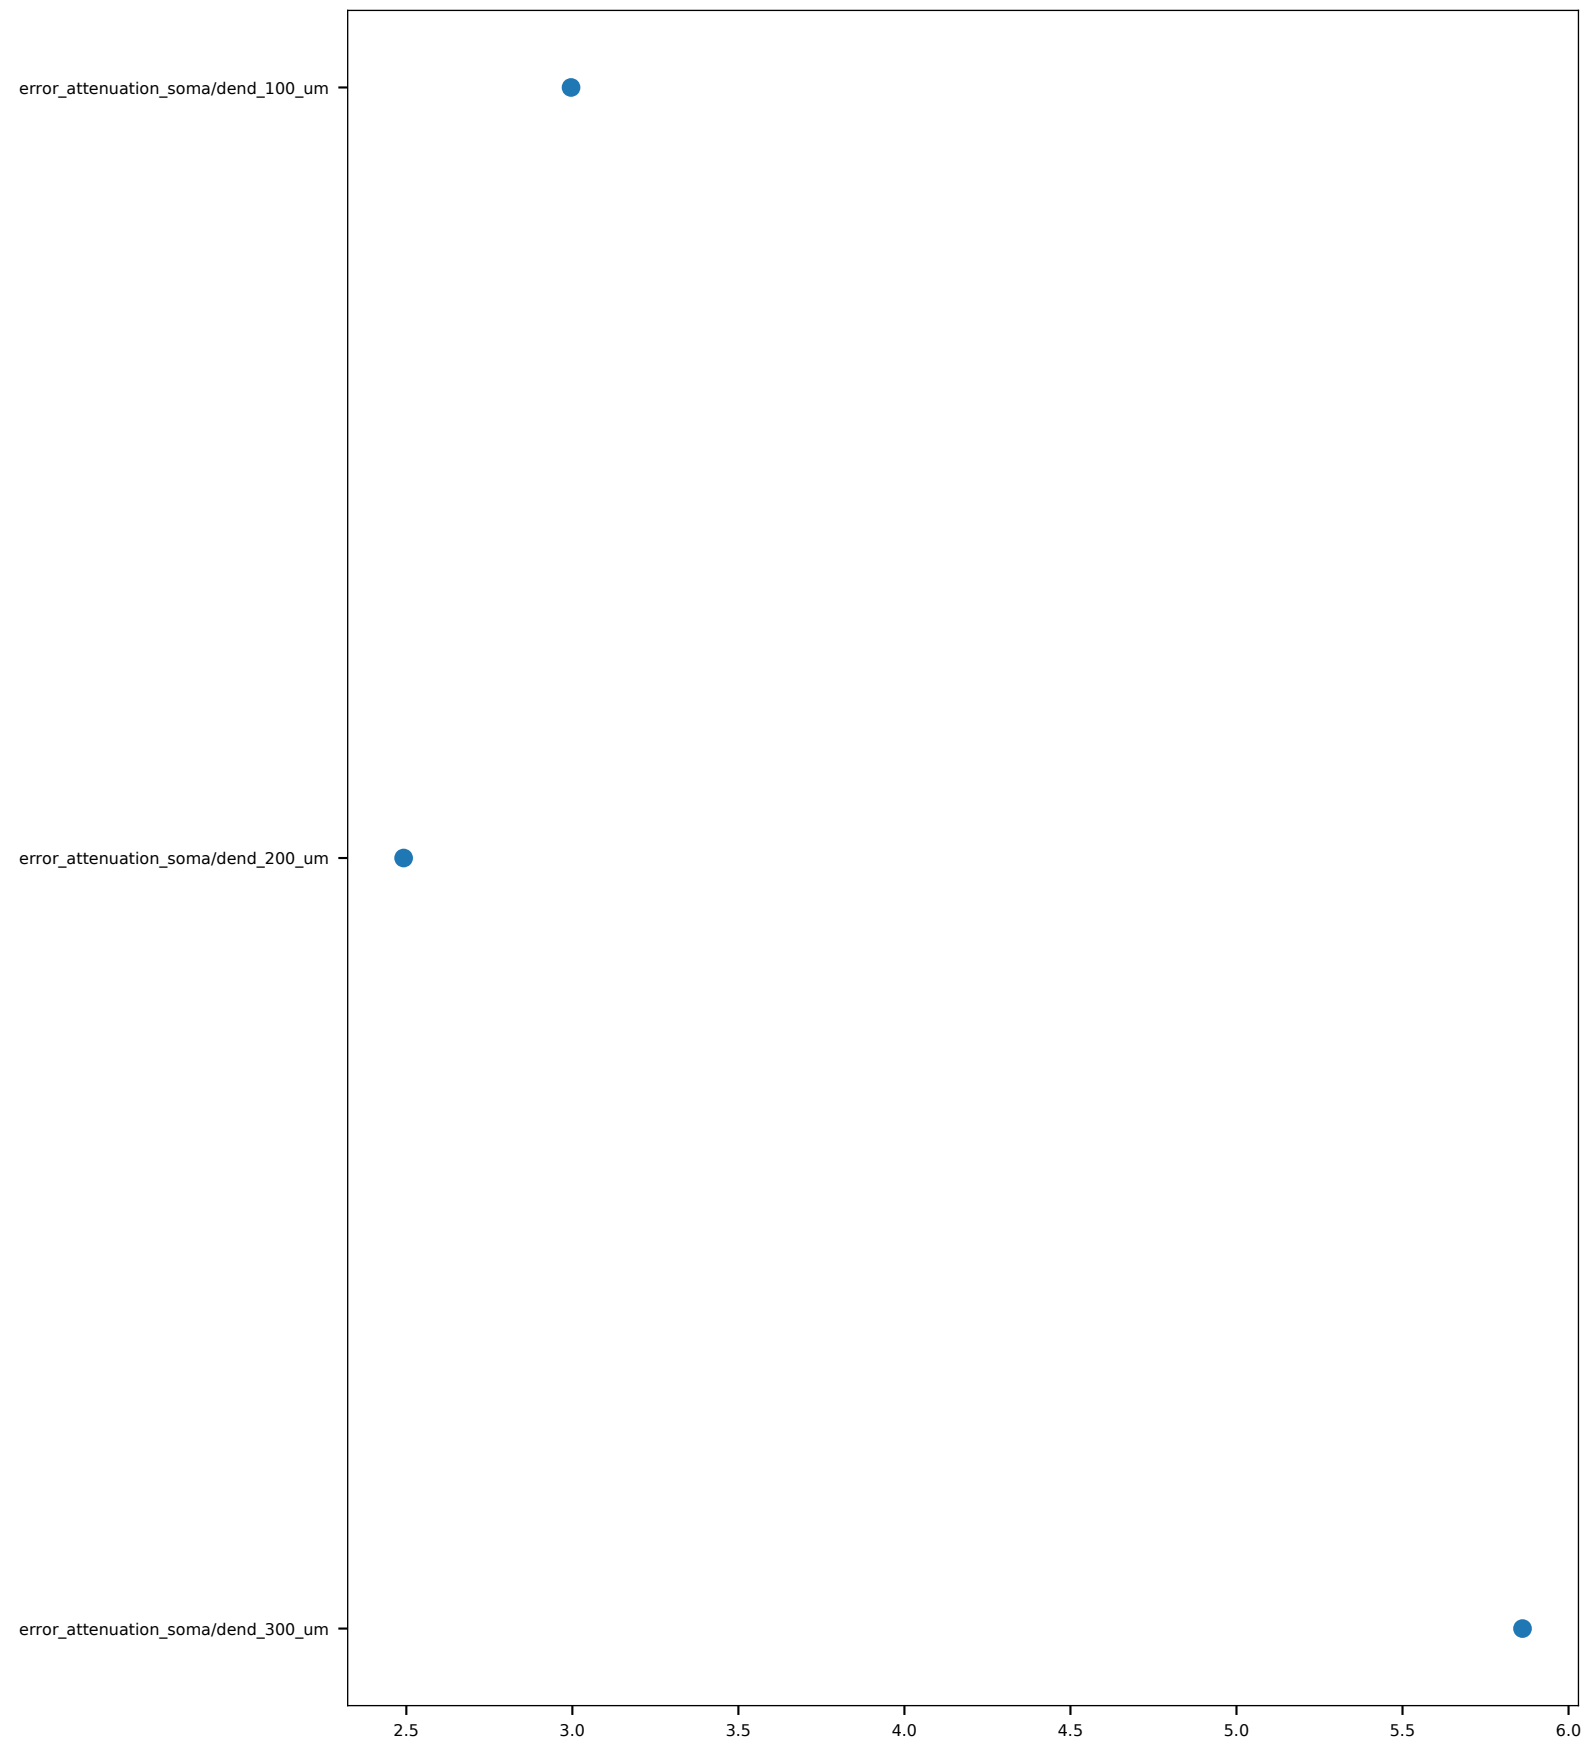 error_attenuation_soma/dend_100_um
error_attenuation_soma/dend_200_um
error_attenuation_soma/dend_300_um
2.5 3.0 3.5 4.0 4.5 5.0 5.5 6.0